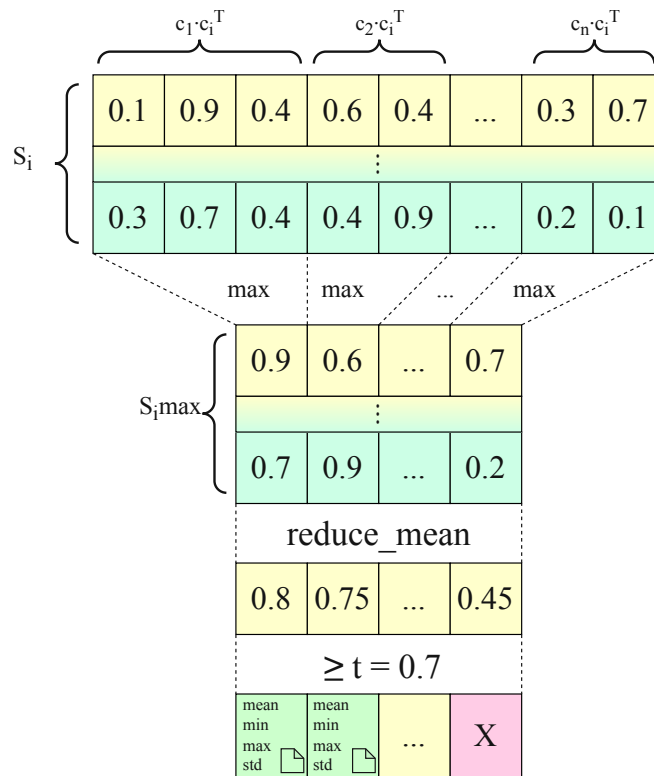 c₁·cᵢᵀ c₂·cᵢᵀ cₙ·cᵢᵀ
0.1 0.9 0.4 0.6 0.4 ... 0.3 0.7
Sᵢ
⋮
0.3 0.7 0.4 0.4 0.9 ... 0.2 0.1
max max ... max
0.9 0.6 ... 0.7
Sᵢmax
⋮
0.7 0.9 ... 0.2
reduce_mean
0.8 0.75 ... 0.45
≥ t = 0.7
mean mean
min min
max max
std std
... X